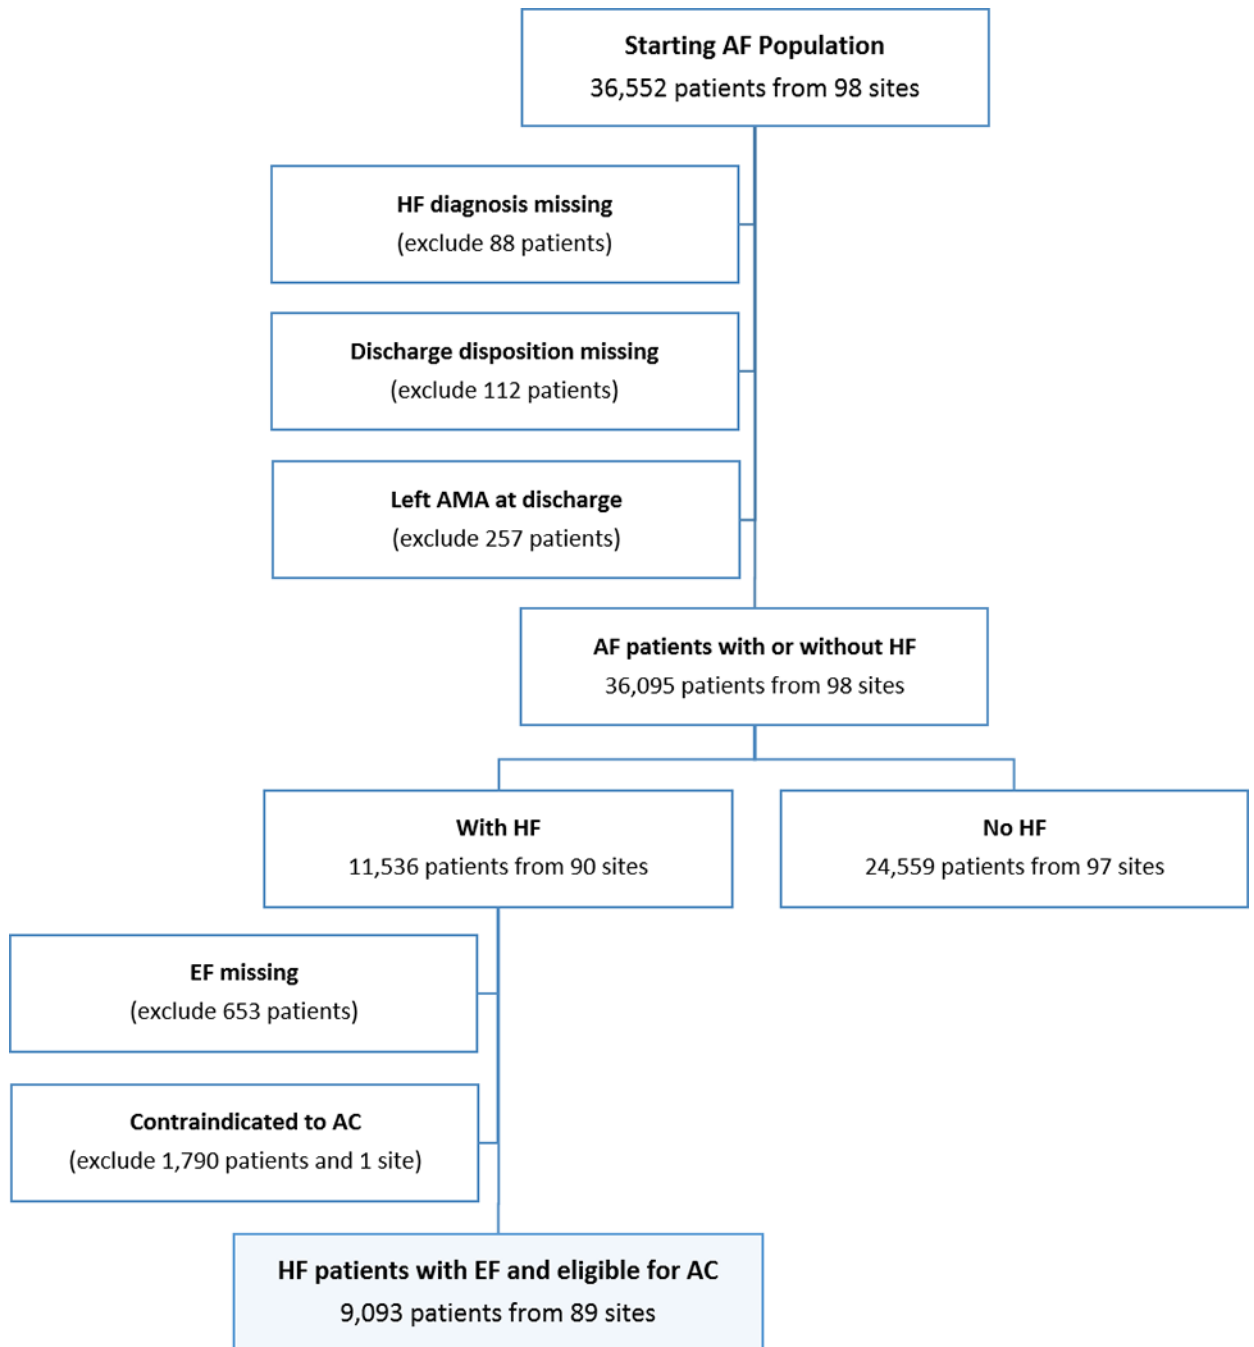 Starting AF Population
36,552 patients from 98 sites
HF diagnosis missing
(exclude 88 patients)
Discharge disposition missing
(exclude 112 patients)
Left AMA at discharge
(exclude 257 patients)
AF patients with or without HF
36,095 patients from 98 sites
With HF
11,536 patients from 90 sites
No HF
24,559 patients from 97 sites
EF missing
(exclude 653 patients)
Contraindicated to AC
(exclude 1,790 patients and 1 site)
HF patients with EF and eligible for AC
9,093 patients from 89 sites